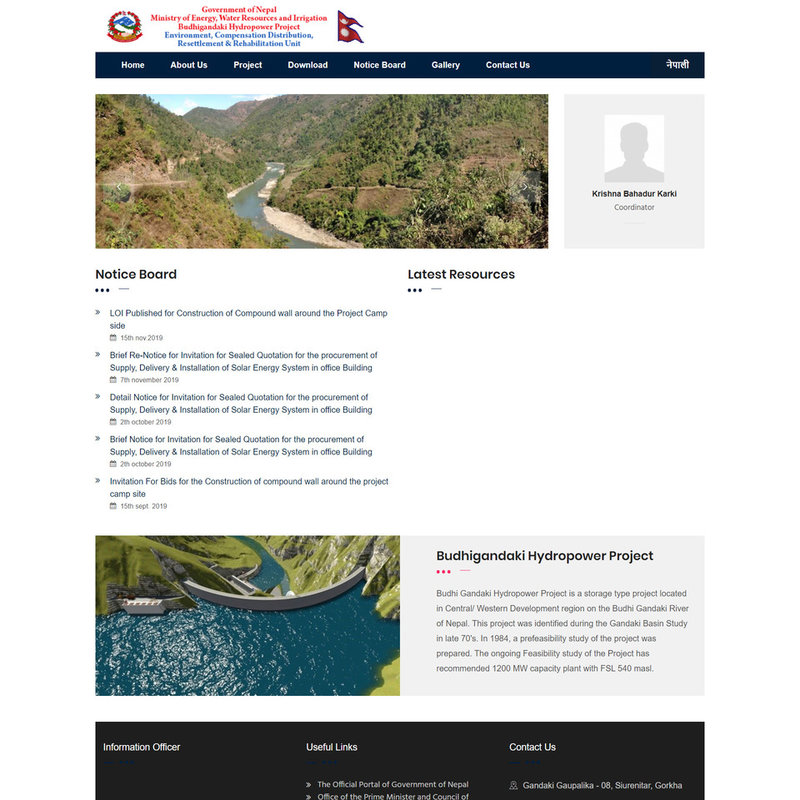 Government of Nepal
Ministry of Energy, Water Resources and Irrigation
Budhigandaki Hydropower Project
Environment, Compensation Distribution,
Resettlement & Rehabilitation Unit
Home About Us Project Download Notice Board Gallery Contact Us नेपाली
Krishna Bahadur Karki
Coordinator
Notice Board
LOI Published for Construction of Compound wall around the Project Camp
side
15th nov 2019
Brief Re-Notice for Invitation for Sealed Quotation for the procurement of
Supply, Delivery & Installation of Solar Energy System in office Building
7th november 2019
Detail Notice for Invitation for Sealed Quotation for the procurement of
Supply, Delivery & Installation of Solar Energy System in office Building
2th october 2019
Brief Notice for Invitation for Sealed Quotation for the procurement of
Supply, Delivery & Installation of Solar Energy System in office Building
2th october 2019
Invitation For Bids for the Construction of compound wall around the project
camp site
15th sept. 2019
Latest Resources
Budhigandaki Hydropower Project
Budhi Gandaki Hydropower Project is a storage type project located
in Central/ Western Development region on the Budhi Gandaki River
of Nepal. This project was identified during the Gandaki Basin Study
in late 70's. In 1984, a prefeasibility study of the project was
prepared. The ongoing Feasibility study of the Project has
recommended 1200 MW capacity plant with FSL 540 masl.
Information Officer
Useful Links
The Official Portal of Government of Nepal
Office of the Prime Minister and Council of
Contact Us
Gandaki Gaupalika - 08, Siurenitar, Gorkha